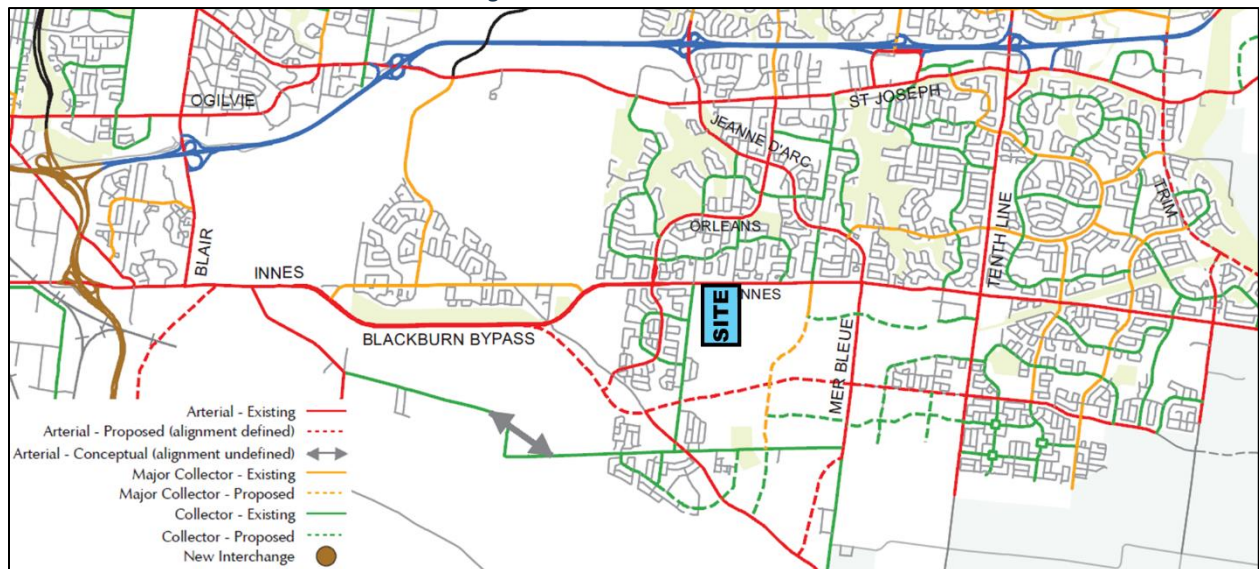 OGILVIE
ST JOSEPH
JEANNE D'ARC
TRIM
ORLEANS
BLAIR
TENTH LINE
INNES
SITE
NNES
BLACKBURN BYPASS
MER BLEUE
Arterial - Existing
Arterial - Proposed (alignment defined)
Arterial - Conceptual (alignment undefined)
Major Collector - Existing
Major Collector - Proposed
Collector - Existing
Collector - Proposed
New Interchange